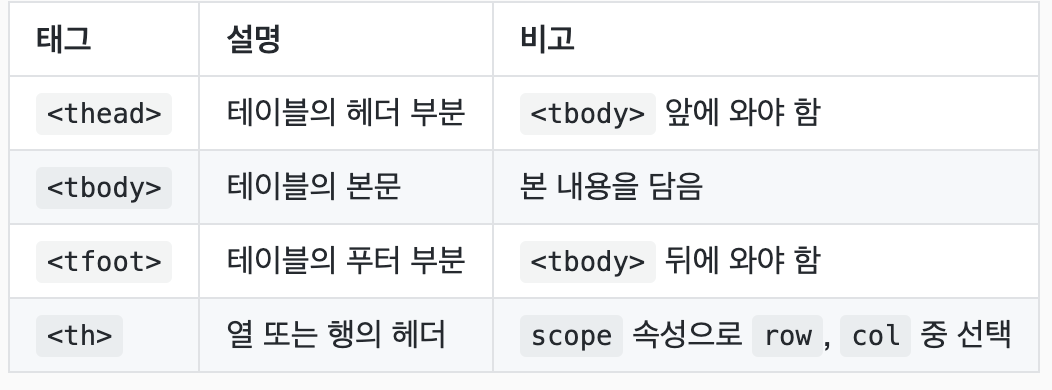 태그 설명 비고
<thead> 테이블의 헤더 부분 <tbody> 앞에 와야 함
<tbody> 테이블의 본문 본 내용을 담음
<tfoot> 테이블의 푸터 부분 <tbody> 뒤에 와야 함
<th> 열 또는 행의 헤더 scope 속성으로 row, col 중 선택